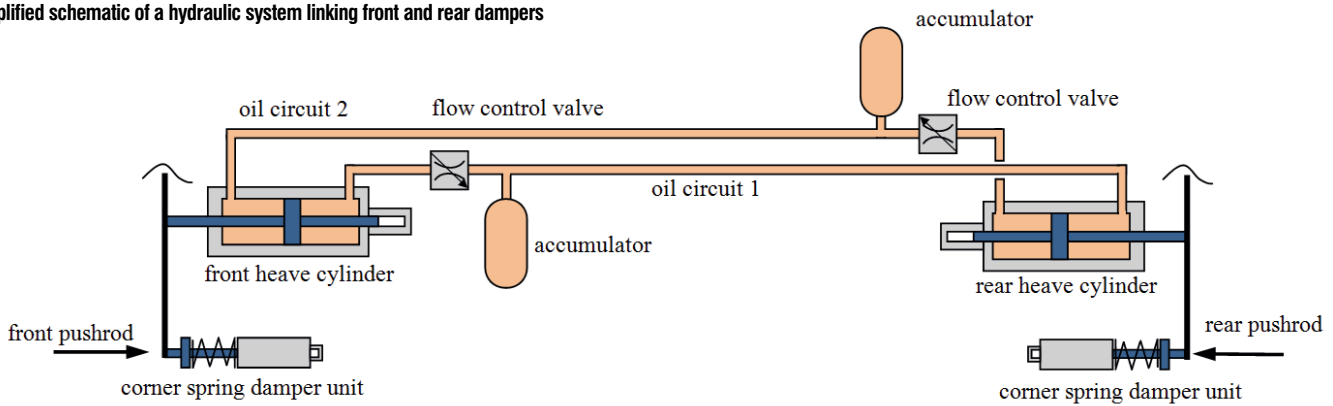 plified schematic of a hydraulic system linking front and rear dampers
accumulator
oil circuit 2
flow control valve
flow control valve
oil circuit 1
accumulator
front heave cylinder
rear heave cylinder
front pushrod
rear pushrod
corner spring damper unit
corner spring damper unit